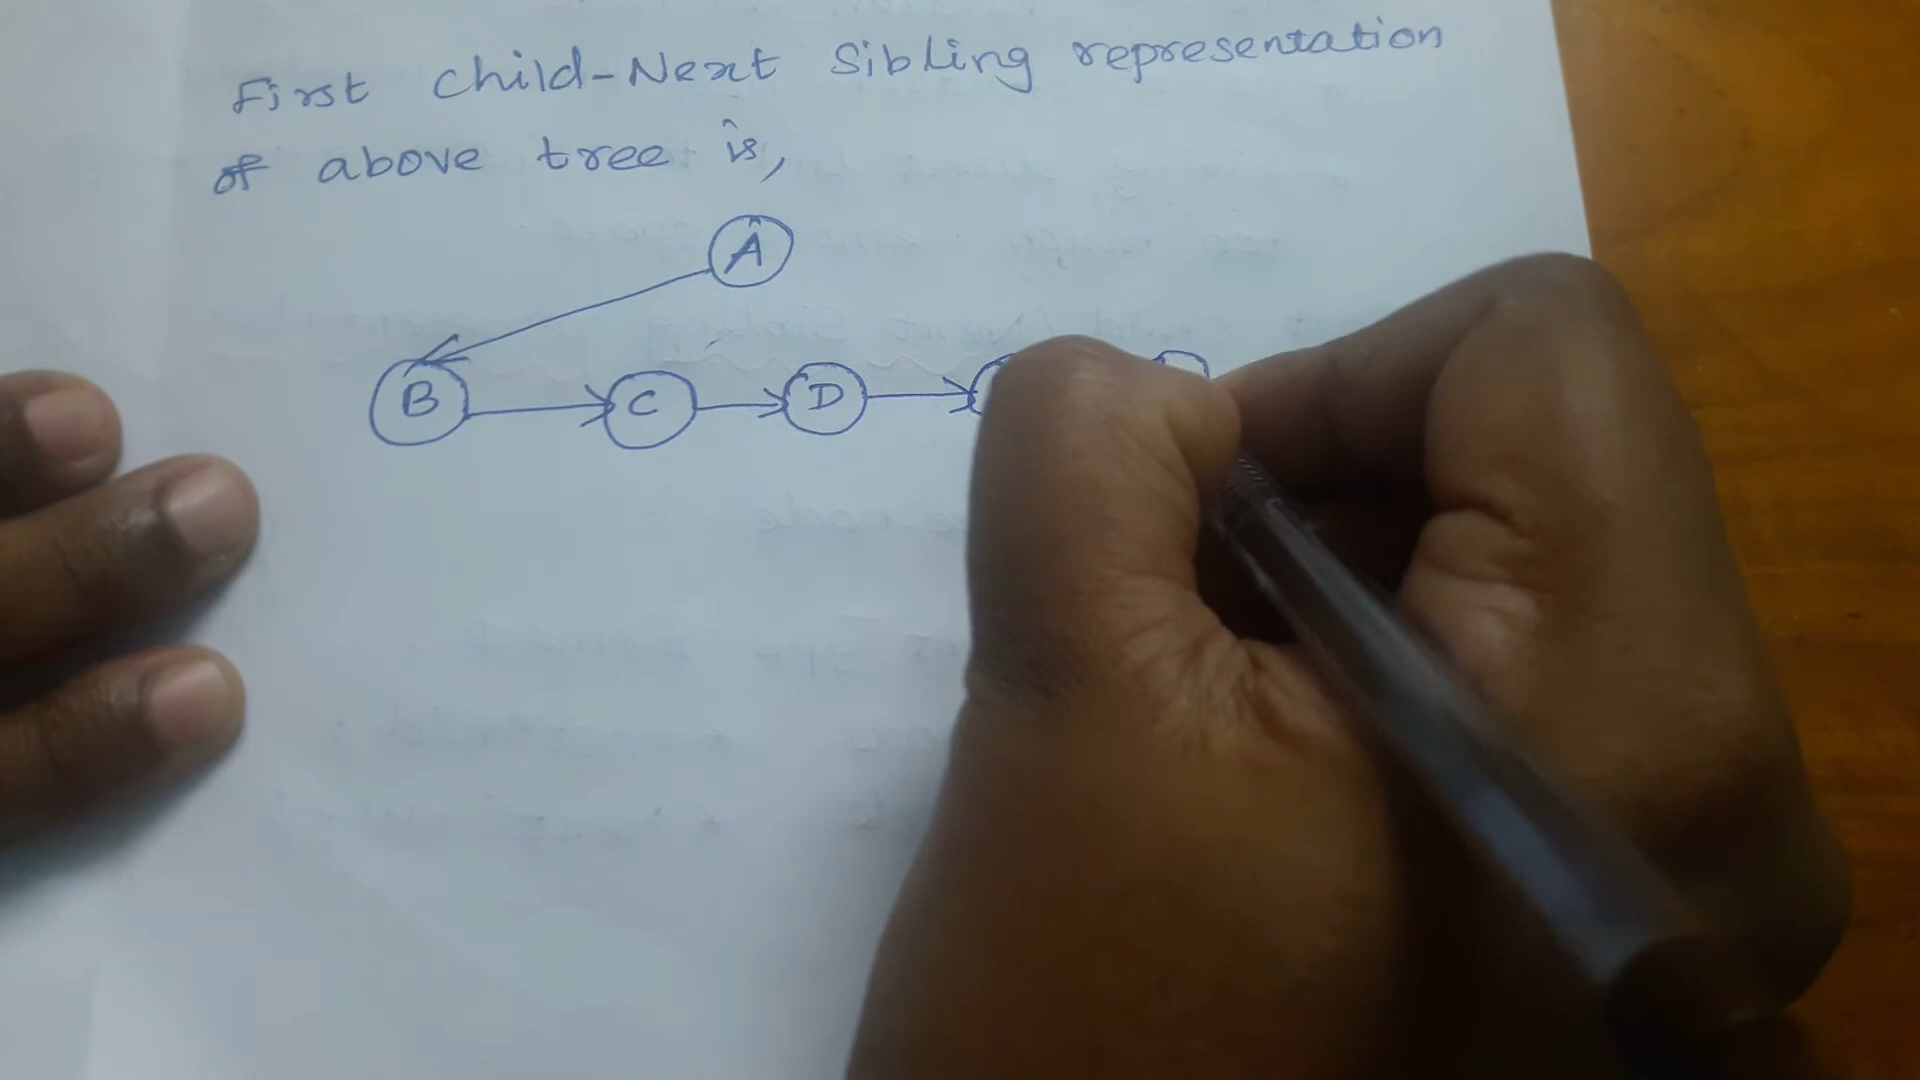 First Child-Next Sibling representation
of above tree is,
A
B C D